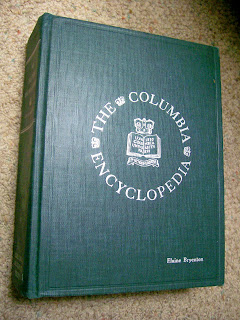 THE COLUMBIA
ENCYCLOPEDIA
Elaine Bryenton